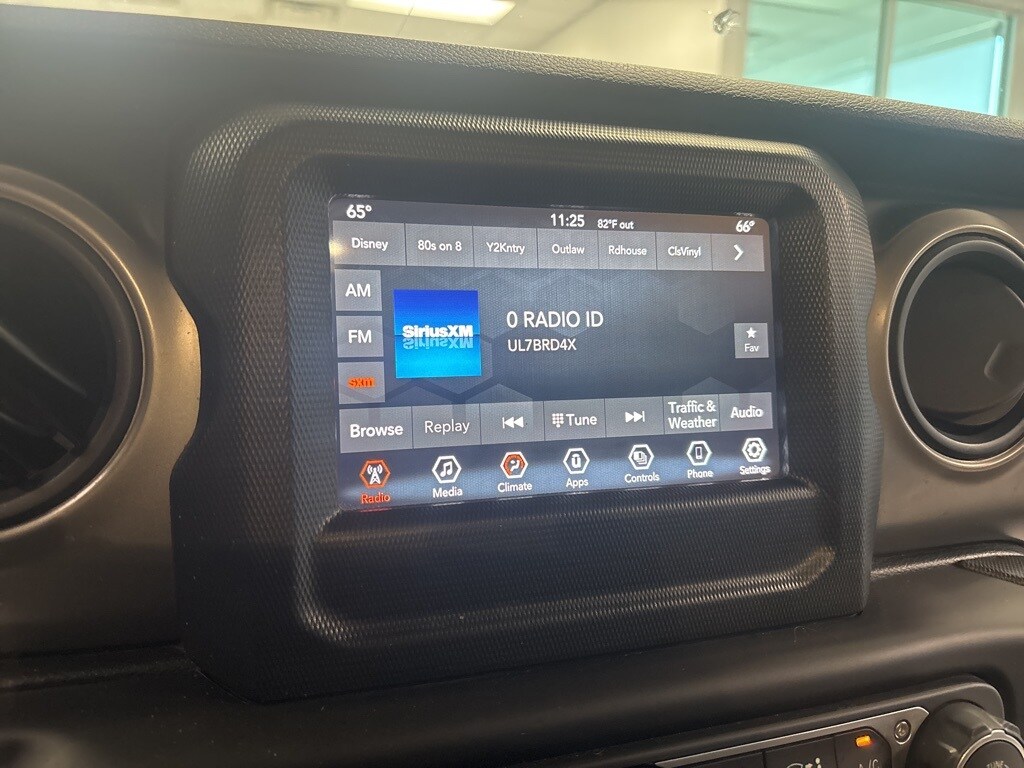 65° 11:25 82°F out 66°
Disney 80s on 8 Y2Kntry Outlaw Rdhouse ClsVinyl
AM
FM
sxm
SiriusXM
0 RADIO ID
UL7BRD4X
Fav
Browse Replay Tune Traffic & Weather Audio
Radio Media Climate Apps Controls Phone Settings
A/C
TUNE